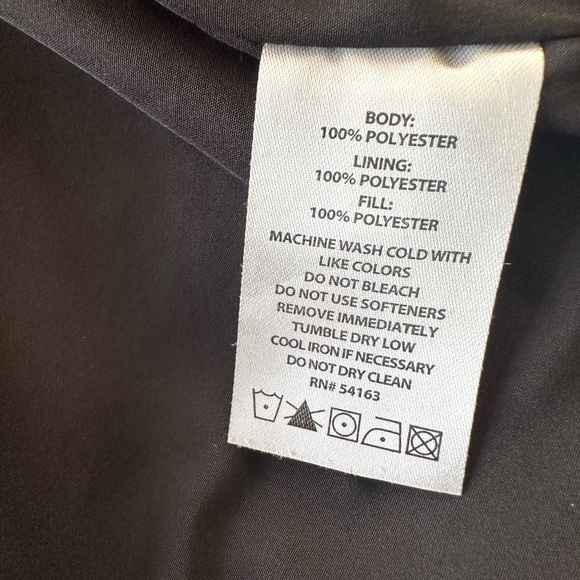 BODY:
100% POLYESTER
LINING:
100% POLYESTER
FILL:
100% POLYESTER
MACHINE WASH COLD WITH
LIKE COLORS
DO NOT BLEACH
DO NOT USE SOFTENERS
REMOVE IMMEDIATELY
TUMBLE DRY LOW
COOL IRON IF NECESSARY
DO NOT DRY CLEAN
RN# 54163